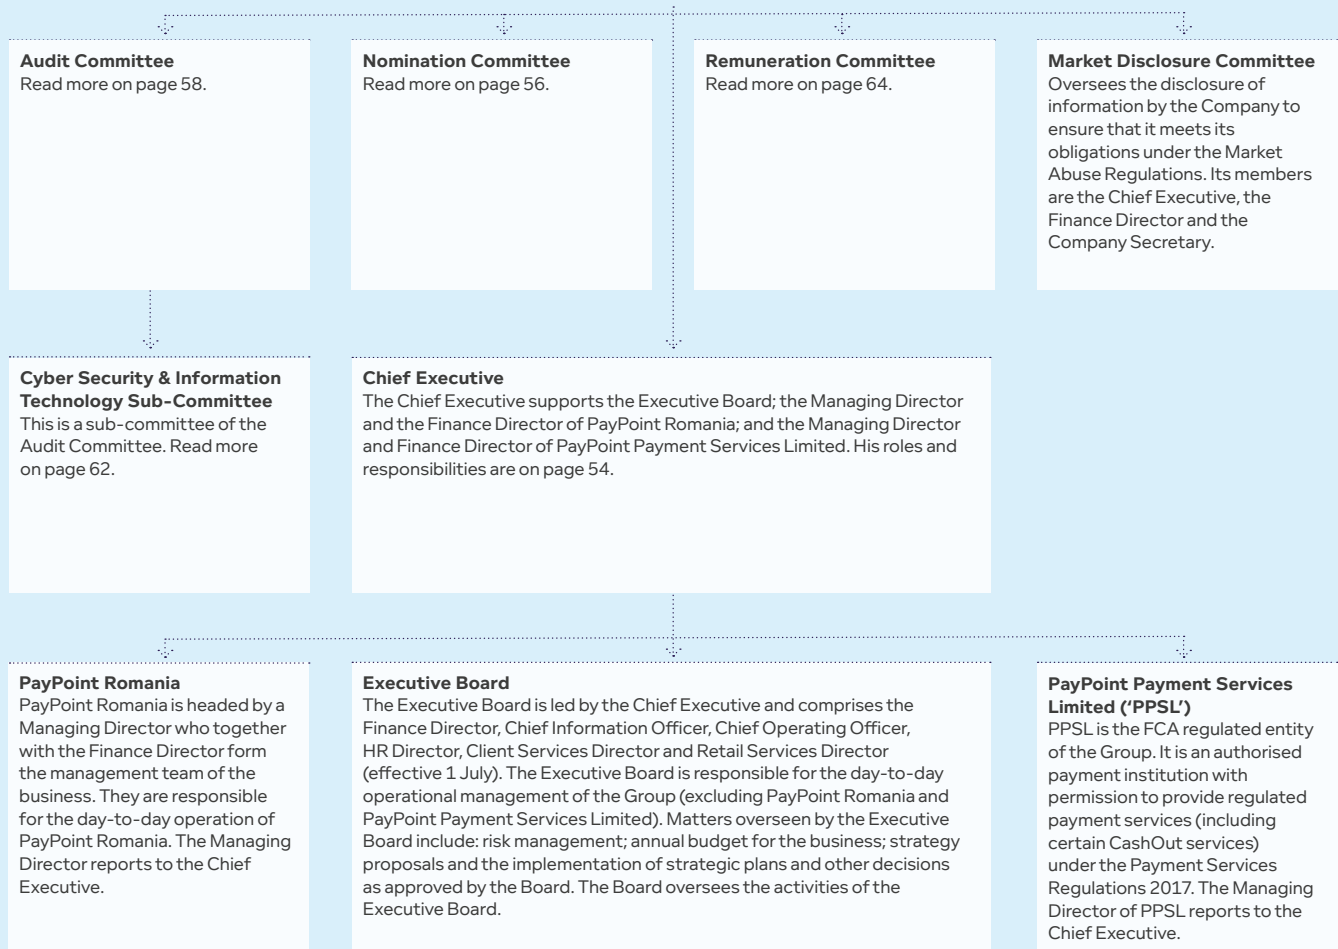 Audit Committee
Read more on page 58.
Nomination Committee
Read more on page 56.
Remuneration Committee
Read more on page 64.
Market Disclosure Committee
Oversees the disclosure of
information by the Company to
ensure that it meets its
obligations under the Market
Abuse Regulations. Its members
are the Chief Executive, the
Finance Director and the
Company Secretary.
Cyber Security & Information
Technology Sub-Committee
This is a sub-committee of the
Audit Committee. Read more
on page 62.
Chief Executive
The Chief Executive supports the Executive Board; the Managing Director
and the Finance Director of PayPoint Romania; and the Managing Director
and Finance Director of PayPoint Payment Services Limited. His roles and
responsibilities are on page 54.
PayPoint Romania
PayPoint Romania is headed by a
Managing Director who together
with the Finance Director form
the management team of the
business. They are responsible
for the day-to-day operation of
PayPoint Romania. The Managing
Director reports to the Chief
Executive.
Executive Board
The Executive Board is led by the Chief Executive and comprises the
Finance Director, Chief Information Officer, Chief Operating Officer,
HR Director, Client Services Director and Retail Services Director
(effective 1 July). The Executive Board is responsible for the day-to-day
operational management of the Group (excluding PayPoint Romania and
PayPoint Payment Services Limited). Matters overseen by the Executive
Board include: risk management; annual budget for the business; strategy
proposals and the implementation of strategic plans and other decisions
as approved by the Board. The Board oversees the activities of the
Executive Board.
PayPoint Payment Services
Limited (‘PPSL’)
PPSL is the FCA regulated entity
of the Group. It is an authorised
payment institution with
permission to provide regulated
payment services (including
certain CashOut services)
under the Payment Services
Regulations 2017. The Managing
Director of PPSL reports to the
Chief Executive.